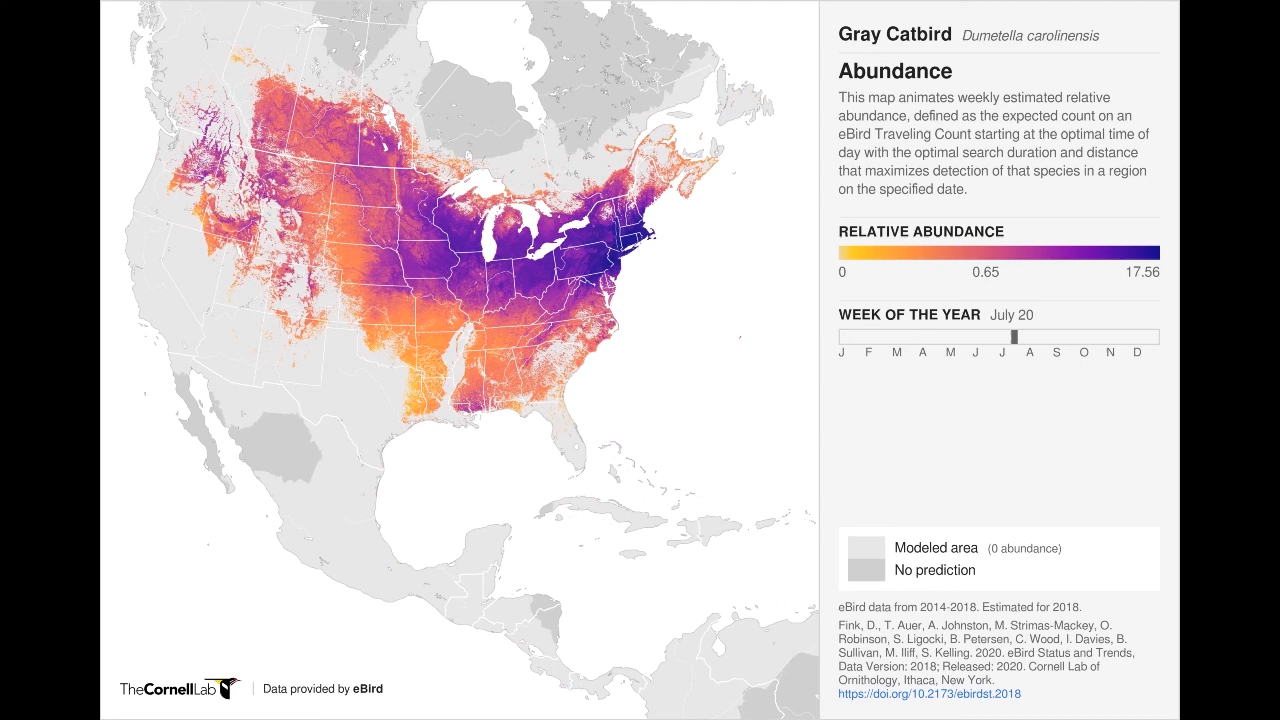 Gray Catbird Dumetella carolinensis
Abundance
This map animates weekly estimated relative
abundance, defined as the expected count on an
eBird Traveling Count starting at the optimal time of
day with the optimal search duration and distance
that maximizes detection of that species in a region
on the specified date.
RELATIVE ABUNDANCE
0 0.65 17.56
WEEK OF THE YEAR July 20
J F M A M J J A S O N D
Modeled area (0 abundance)
No prediction
eBird data from 2014-2018. Estimated for 2018.
Fink, D., T. Auer, A. Johnston, M. Strimas-Mackey, O.
Robinson, S. Ligocki, B. Petersen, C. Wood, I. Davies, B.
Sullivan, M. Iliff, S. Kelling. 2020. eBird Status and Trends,
Data Version: 2018; Released: 2020. Cornell Lab of
Ornithology, Ithaca, New York.
https://doi.org/10.2173/ebirdst.2018
TheCornellLab Data provided by eBird